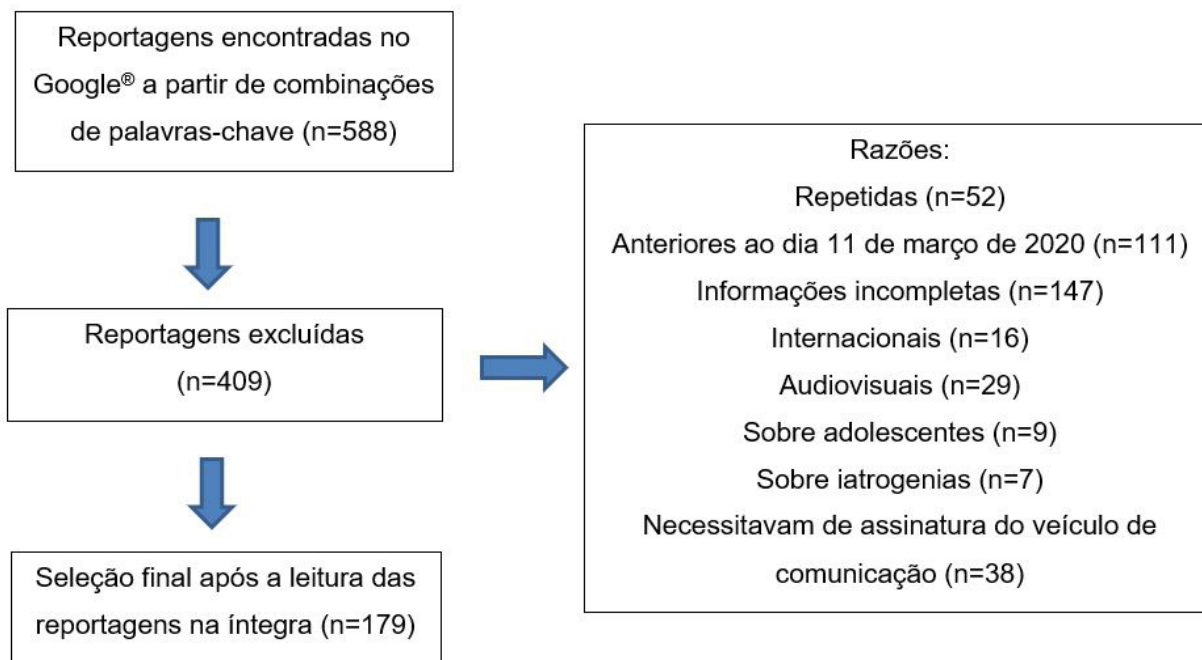 Reportagens encontradas no
Google® a partir de combinações
de palavras-chave (n=588)
Reportagens excluídas
(n=409)
Razões:
Repetidas (n=52)
Anteriores ao dia 11 de março de 2020 (n=111)
Informações incompletas (n=147)
Internacionais (n=16)
Audiovisuais (n=29)
Sobre adolescentes (n=9)
Sobre iatrogenias (n=7)
Necessitavam de assinatura do veículo de
comunicação (n=38)
Seleção final após a leitura das
reportagens na íntegra (n=179)